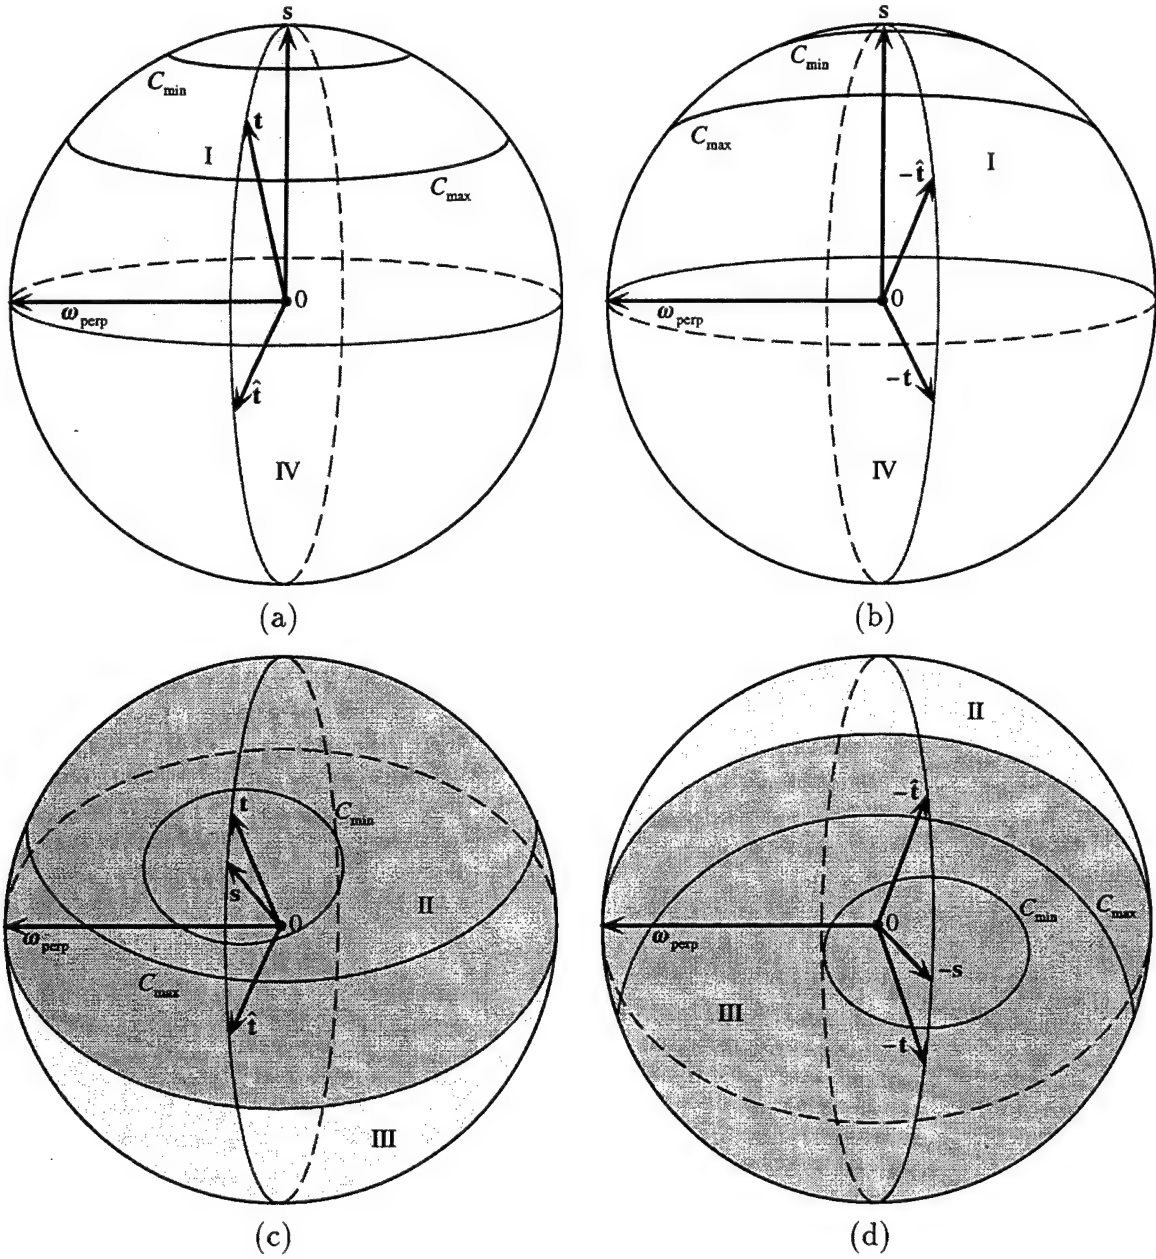 s
C_min
t
I
C_max
0
ω_perp
t̂
IV
(a)
s
C_min
C_max
−t̂
I
0
ω_perp
−t
IV
(b)
t
C_min
s
II
0
ω_perp
C_max
t̂
III
(c)
II
−t̂
0
C_min
C_max
ω_perp
−s
III
−t
(d)